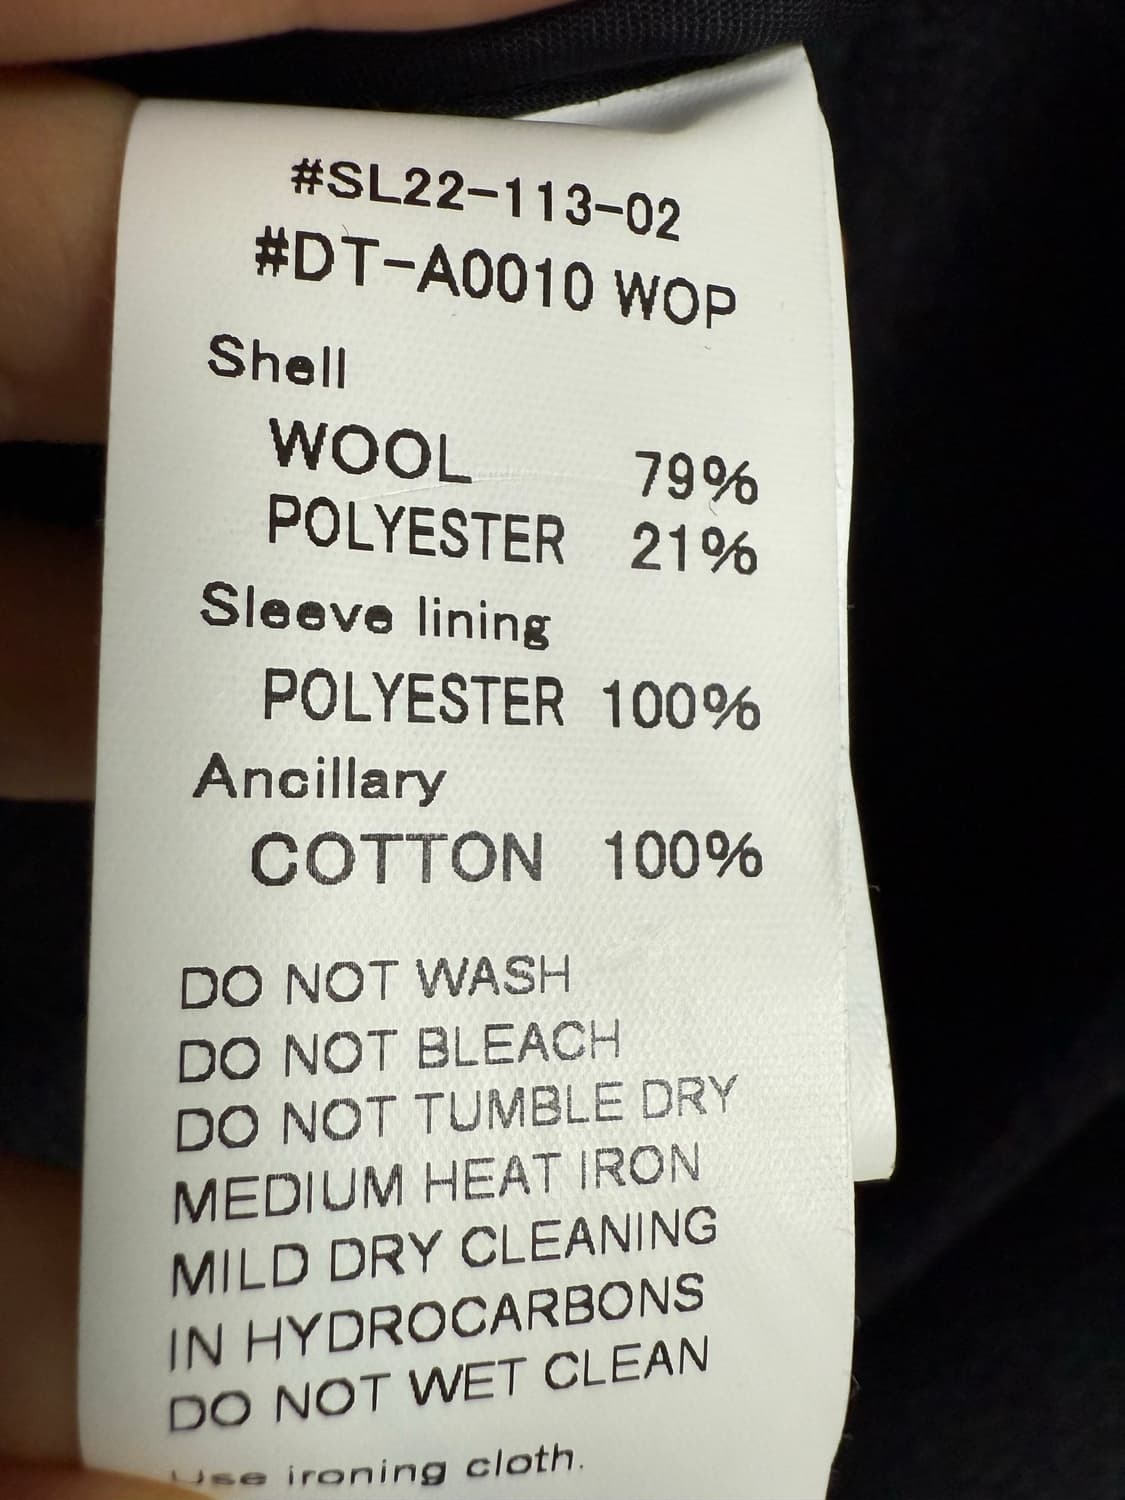 #SL22-113-02
#DT-A0010 WOP
Shell
WOOL 79%
POLYESTER 21%
Sleeve lining
POLYESTER 100%
Ancillary
COTTON 100%
DO NOT WASH
DO NOT BLEACH
DO NOT TUMBLE DRY
MEDIUM HEAT IRON
MILD DRY CLEANING
IN HYDROCARBONS
DO NOT WET CLEAN
Use ironing cloth.